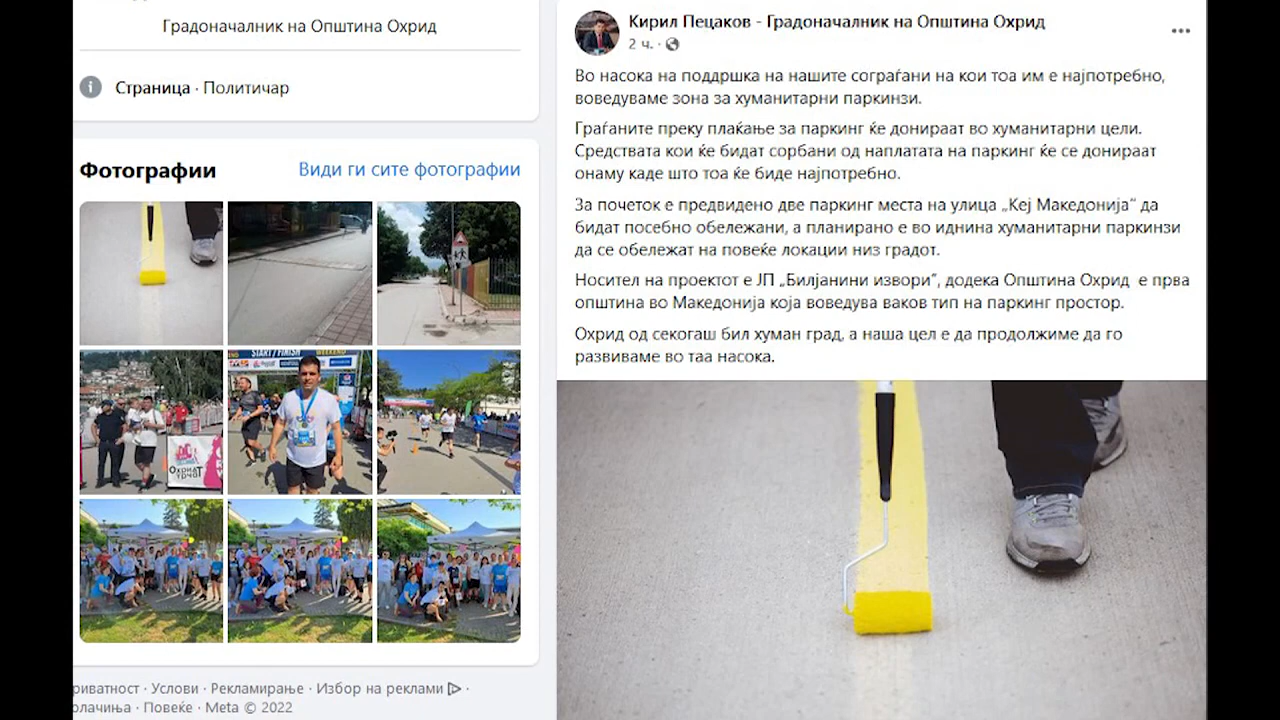 Градоначалник на Општина Охрид
Страница · Политичар
Фотографии
Види ги сите фотографии
START / FINISH
WEEKEND
ОХРИД
ТРЧАТ
риватност · Услови · Рекламирање · Избор на реклами ·
олачиња · Повеќе · Meta © 2022
Кирил Пецаков - Градоначалник на Општина Охрид
2 ч. ·
Во насока на поддршка на нашите сограѓани на кои тоа им е најпотребно,
воведуваме зона за хуманитарни паркинзи.
Граѓаните преку плаќање за паркинг ќе донираат во хуманитарни цели.
Средствата кои ќе бидат сорбани од наплатата на паркинг ќе се донираат
онаму каде што тоа ќе биде најпотребно.
За почеток е предвидено две паркинг места на улица „Кеј Македонија“ да
бидат посебно обележани, а планирано е во иднина хуманитарни паркинзи
да се обележат на повеќе локации низ градот.
Носител на проектот е ЈП „Билјанини извори“, додека Општина Охрид е прва
општина во Македонија која воведува ваков тип на паркинг простор.
Охрид од секогаш бил хуман град, а наша цел е да продолжиме да го
развиваме во таа насока.